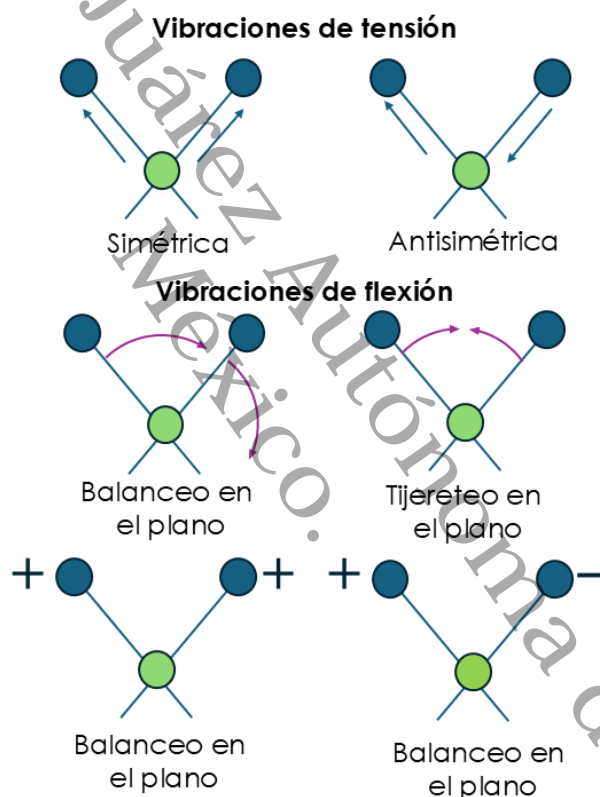 Vibraciones de tensión
Simétrica
Antisimétrica
Vibraciones de flexión
Balanceo en
el plano
Tijereteo en
el plano
+ +
+ −
Balanceo en
el plano
Balanceo en
el plano
Juárez Autónoma d
México.